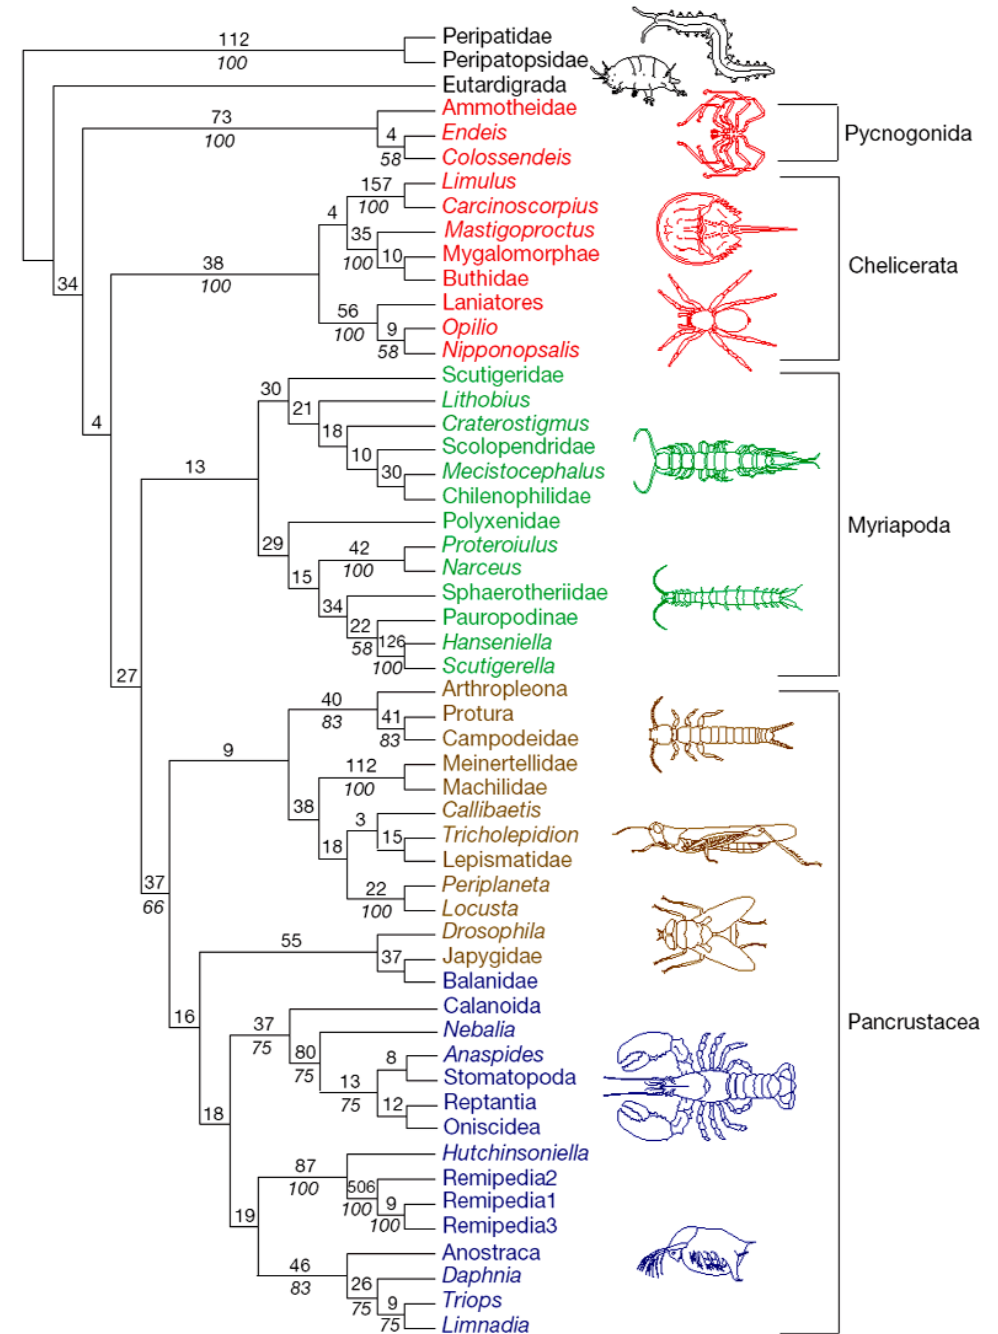 112
100
Peripatidae
Peripatopsidae
Eutardigrada
34
73
100
Ammotheidae
4
58
Endeis
Colossendeis
Pycnogonida
4
38
100
4
157
100
Limulus
Carcinoscorpius
35
100
Mastigoproctus
10
Mygalomorphae
Buthidae
56
100
Laniatores
9
58
Opilio
Nipponopsalis
Chelicerata
27
13
30
Scutigeridae
21
Lithobius
18
Craterostigmus
10
Scolopendridae
30
Mecistocephalus
Chilenophilidae
29
Polyxenidae
15
42
100
Proteroiulus
Narceus
34
Sphaerotheriidae
22
58
Pauropodinae
126
100
Hanseniella
Scutigerella
Myriapoda
37
66
9
40
83
Arthropleona
41
83
Protura
Campodeidae
38
112
100
Meinertellidae
Machilidae
18
3
Callibaetis
15
Tricholepidion
Lepismatidae
22
100
Periplaneta
Locusta
16
55
Drosophila
37
Japygidae
Balanidae
18
37
75
Calanoida
80
75
Nebalia
13
75
8
Anaspides
Stomatopoda
12
Reptantia
Oniscidea
19
87
100
Hutchinsoniella
506
100
Remipedia2
9
100
Remipedia1
Remipedia3
46
83
Anostraca
26
75
Daphnia
9
75
Triops
Limnadia
Pancrustacea